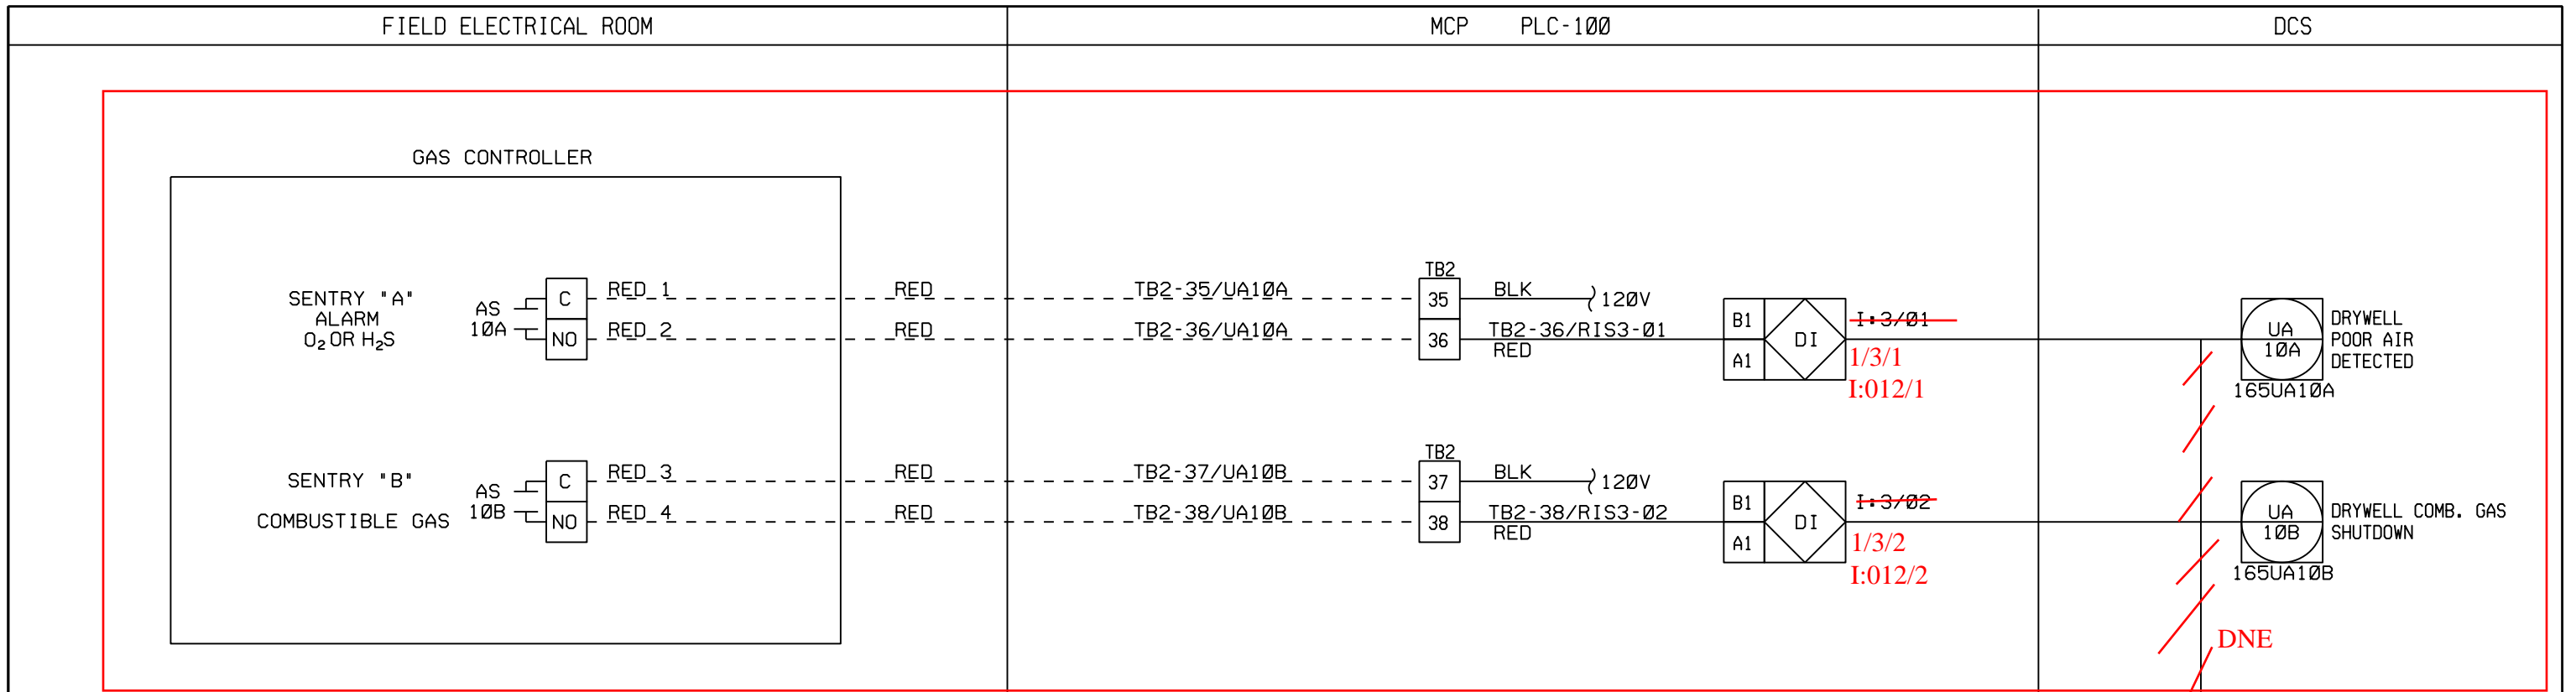 FIELD ELECTRICAL ROOM
MCP PLC-100
DCS
GAS CONTROLLER
SENTRY "A"
ALARM
O₂ OR H₂S
AS
10A
C
NO
RED 1
RED 2
RED
RED
TB2-35/UA10A
TB2-36/UA10A
TB2
35
36
BLK
120V
TB2-36/RIS3-01
RED
B1
A1
DI
I:3/01
1/3/1
I:012/1
UA
10A
165UA10A
DRYWELL
POOR AIR
DETECTED
SENTRY "B"
COMBUSTIBLE GAS
AS
10B
C
NO
RED 3
RED 4
RED
RED
TB2-37/UA10B
TB2-38/UA10B
TB2
37
38
BLK
120V
TB2-38/RIS3-02
RED
B1
A1
DI
I:3/02
1/3/2
I:012/2
UA
10B
165UA10B
DRYWELL COMB. GAS
SHUTDOWN
DNE